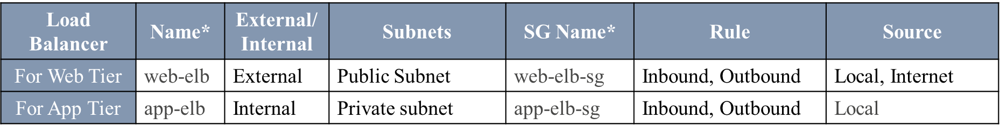 Load Balancer Name* External/ Internal Subnets SG Name* Rule Source
For Web Tier web-elb External Public Subnet web-elb-sg Inbound, Outbound Local, Internet
For App Tier app-elb Internal Private subnet app-elb-sg Inbound, Outbound Local